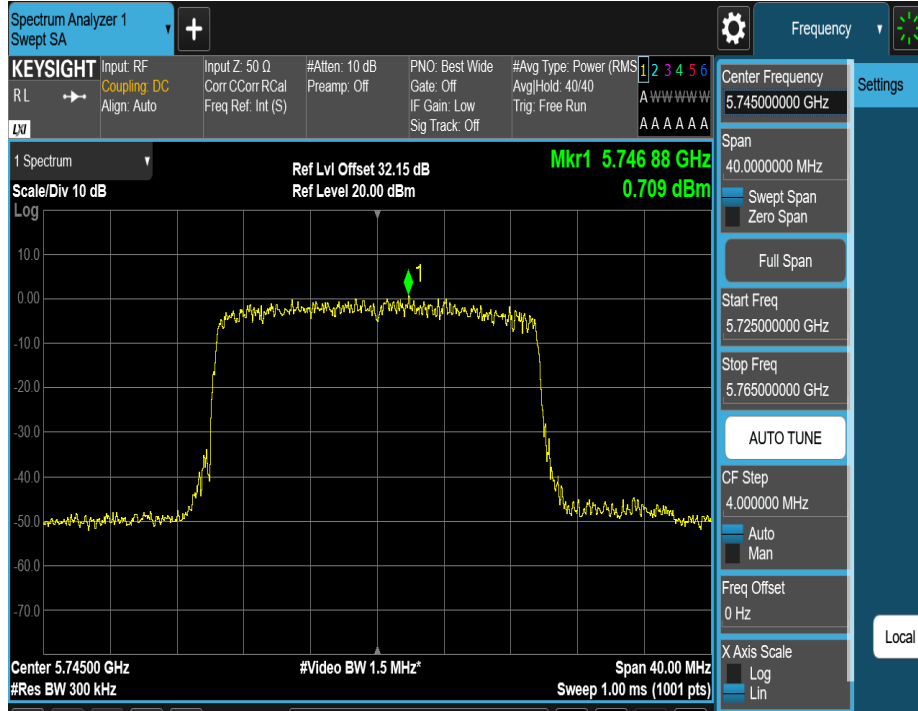 Spectrum Analyzer 1
Swept SA
+
Frequency
KEYSIGHT
R L
LXI
Input: RF
Coupling: DC
Align: Auto
Input Z: 50 Ω
Corr CCorr RCal
Freq Ref: Int (S)
#Atten: 10 dB
Preamp: Off
PNO: Best Wide
Gate: Off
IF Gain: Low
Sig Track: Off
#Avg Type: Power (RMS
Avg|Hold: 40/40
Trig: Free Run
1 2 3 4 5 6
A W W W W W
A A A A A A
1 Spectrum
Scale/Div 10 dB
Log
Ref Lvl Offset 32.15 dB
Ref Level 20.00 dBm
Mkr1 5.746 88 GHz
0.709 dBm
1
10.0
0.00
-10.0
-20.0
-30.0
-40.0
-50.0
-60.0
-70.0
Center 5.74500 GHz
#Res BW 300 kHz
#Video BW 1.5 MHz*
Span 40.00 MHz
Sweep 1.00 ms (1001 pts)
Center Frequency
5.745000000 GHz
Span
40.0000000 MHz
Swept Span
Zero Span
Full Span
Start Freq
5.725000000 GHz
Stop Freq
5.765000000 GHz
AUTO TUNE
CF Step
4.000000 MHz
Auto
Man
Freq Offset
0 Hz
X Axis Scale
Log
Lin
Settings
Local